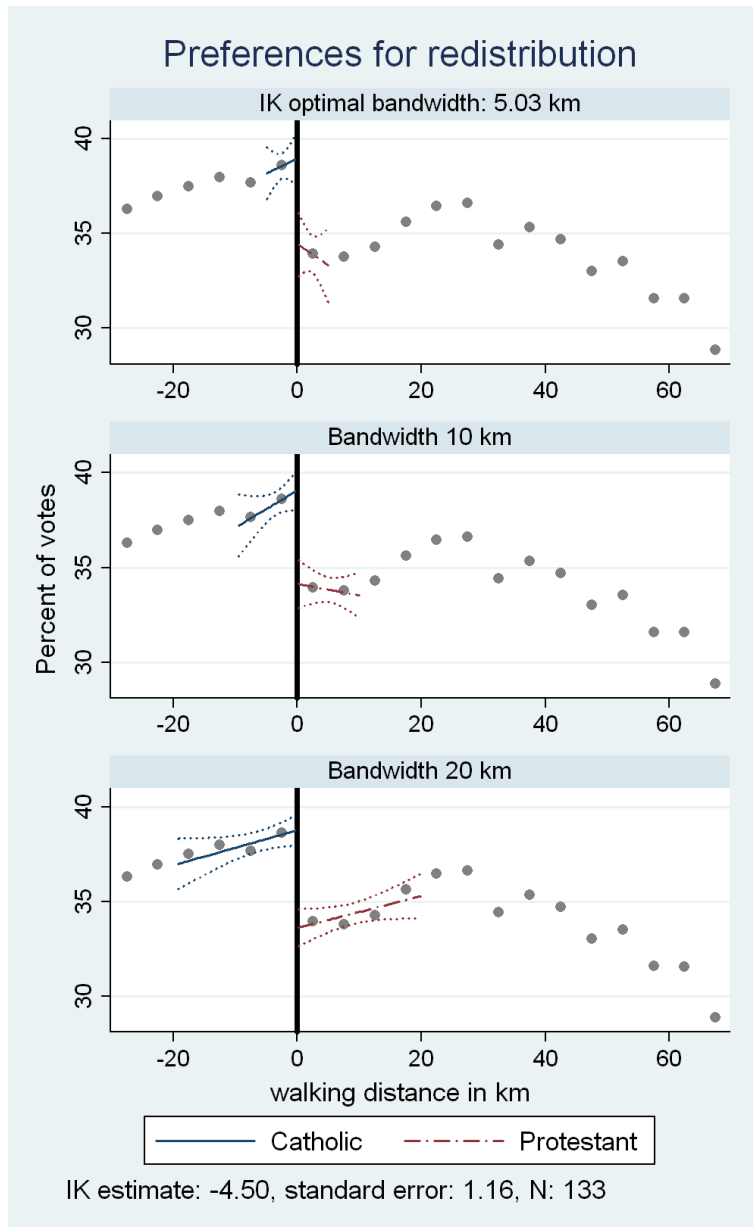 Preferences for redistribution
IK optimal bandwidth: 5.03 km
40
35
30
-20 0 20 40 60
Bandwidth 10 km
40
35
30
-20 0 20 40 60
Percent of votes
Bandwidth 20 km
40
35
30
-20 0 20 40 60
walking distance in km
Catholic Protestant
IK estimate: -4.50, standard error: 1.16, N: 133